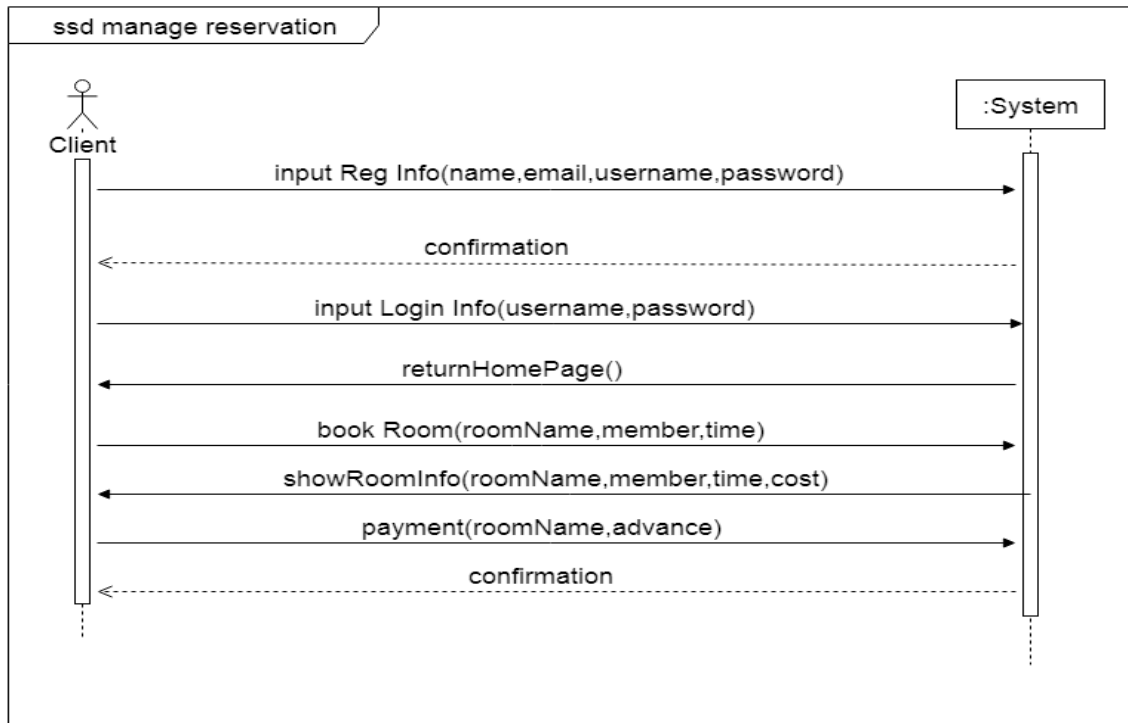 ssd manage reservation
Client
:System
input Reg Info(name,email,username,password)
confirmation
input Login Info(username,password)
returnHomePage()
book Room(roomName,member,time)
showRoomInfo(roomName,member,time,cost)
payment(roomName,advance)
confirmation